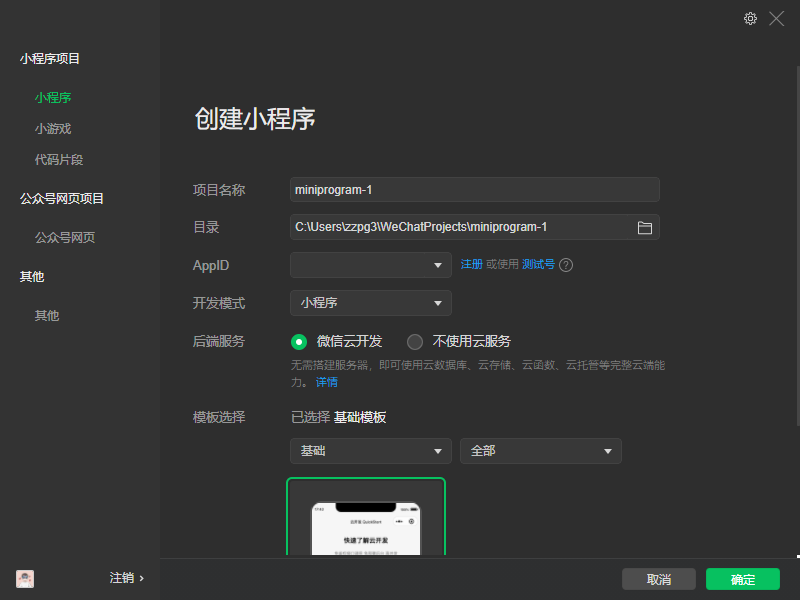 小程序项目
小程序
小游戏
代码片段
公众号网页项目
公众号网页
其他
其他
注销
创建小程序
项目名称
miniprogram-1
目录
C:\Users\zzpg3\WeChatProjects\miniprogram-1
AppID
注册 或使用 测试号 ?
开发模式
小程序
后端服务
微信云开发
不使用云服务
无需搭建服务器，即可使用云数据库、云存储、云函数、云托管等完整云端能
力。 详情
模板选择
已选择 基础模板
基础
全部
云开发 QuickStart
快速了解云开发
取消
确定